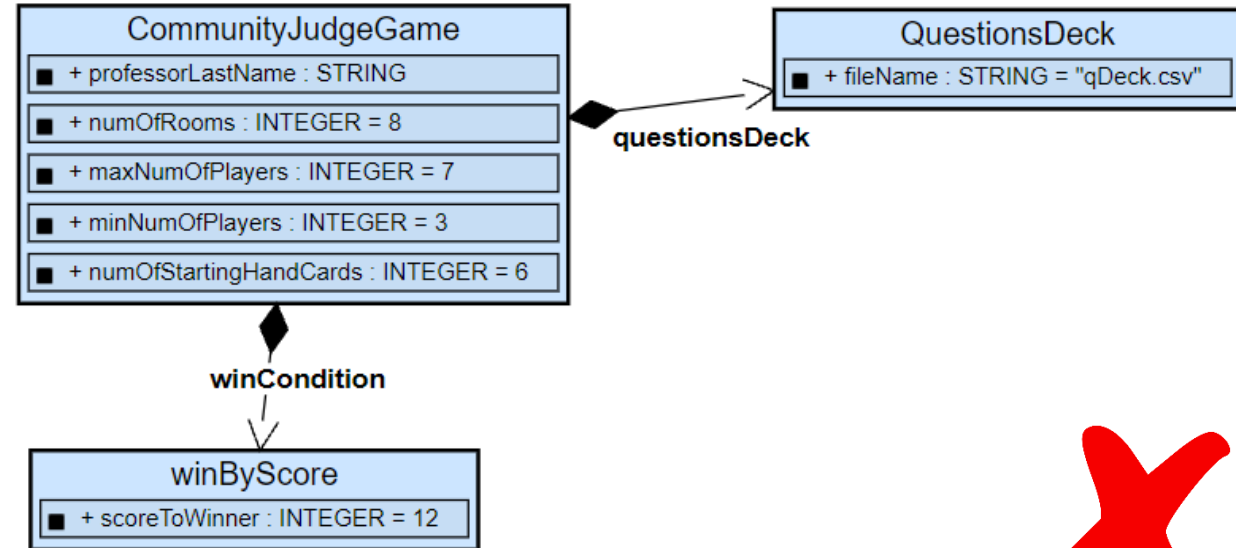 CommunityJudgeGame
+ professorLastName : STRING
+ numOfRooms : INTEGER = 8
+ maxNumOfPlayers : INTEGER = 7
+ minNumOfPlayers : INTEGER = 3
+ numOfStartingHandCards : INTEGER = 6
QuestionsDeck
+ fileName : STRING = "qDeck.csv"
questionsDeck
winCondition
winByScore
+ scoreToWinner : INTEGER = 12